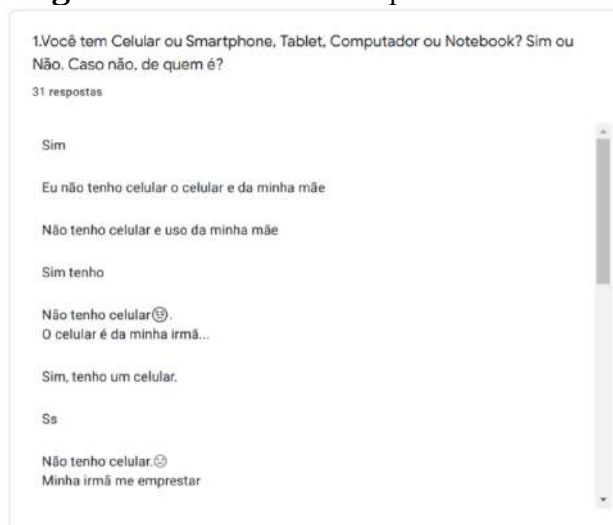 1.Você tem Celular ou Smartphone, Tablet, Computador ou Notebook? Sim ou
Não. Caso não, de quem é?
31 respostas
Sim
Eu não tenho celular o celular e da minha mãe
Não tenho celular e uso da minha mãe
Sim tenho
Não tenho celular😥.
O celular é da minha irmã...
Sim, tenho um celular.
Ss
Não tenho celular.☹
Minha irmã me emprestar